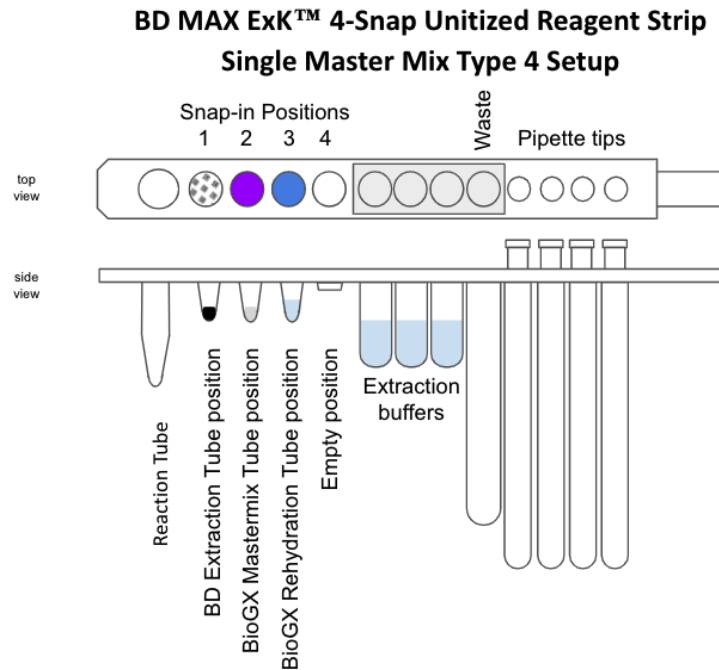 BD MAX ExK™ 4-Snap Unitized Reagent Strip
Single Master Mix Type 4 Setup
Snap-in Positions
1 2 3 4
Waste
Pipette tips
top
view
side
view
Reaction Tube
BD Extraction Tube position
BioGX Mastermix Tube position
BioGX Rehydration Tube position
Empty position
Extraction
buffers